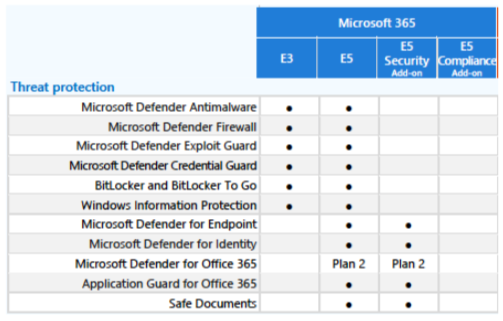 Microsoft 365
E3 E5 E5 Security Add-on E5 Compliance Add-on
Threat protection
Microsoft Defender Antimalware ● ●
Microsoft Defender Firewall ● ●
Microsoft Defender Exploit Guard ● ●
Microsoft Defender Credential Guard ● ●
BitLocker and BitLocker To Go ● ●
Windows Information Protection ● ●
Microsoft Defender for Endpoint ● ●
Microsoft Defender for Identity ● ●
Microsoft Defender for Office 365 Plan 2 Plan 2
Application Guard for Office 365 ● ●
Safe Documents ● ●